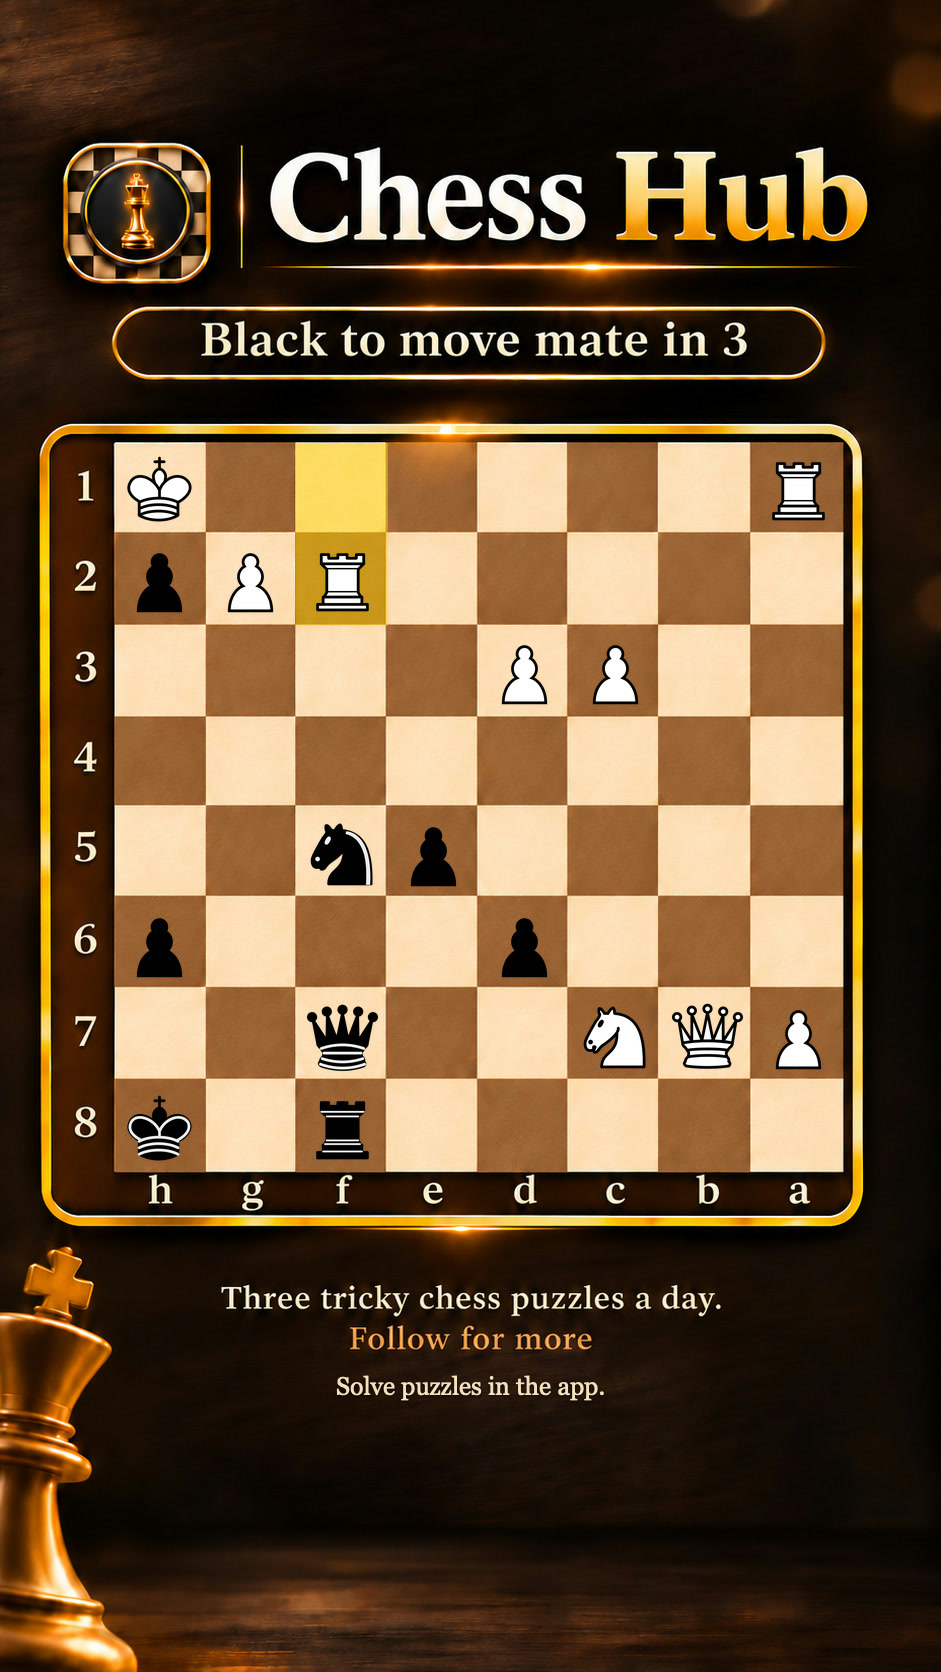 Chess Hub
Black to move mate in 3
1
2
3
4
5
6
7
8
h g f e d c b a
Three tricky chess puzzles a day.
Follow for more
Solve puzzles in the app.